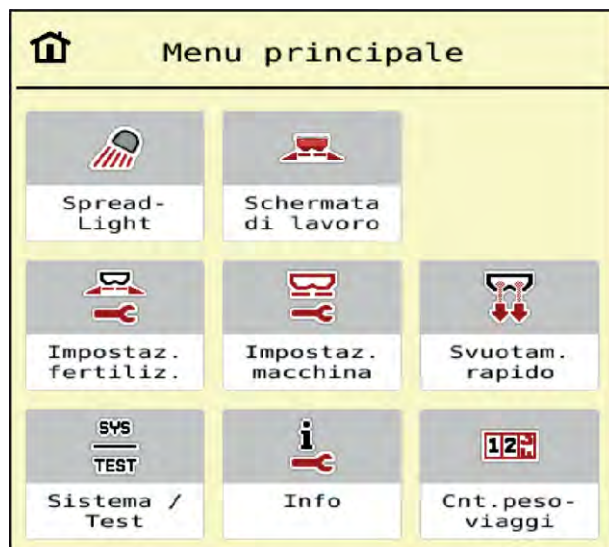 Menu principale
Spread-
Light
Schermata
di lavoro
Impostaz.
fertiliz.
Impostaz.
macchina
Svuotam.
rapido
SYS
TEST
Sistema /
Test
i
Info
12
Cnt.peso-
viaggi